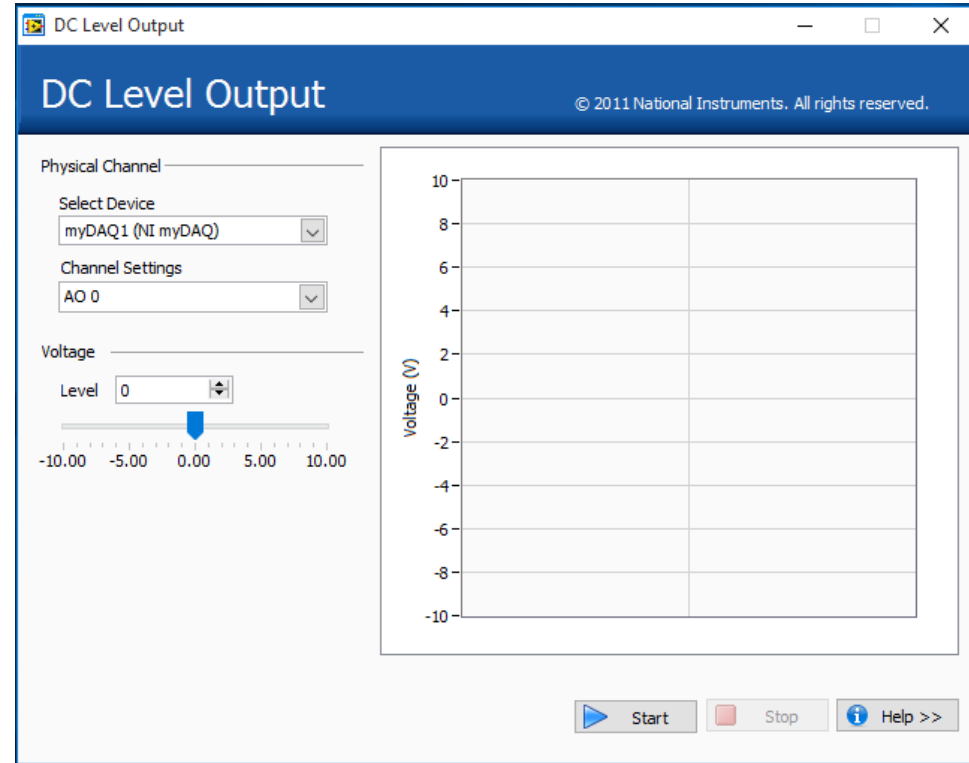 DC Level Output
DC Level Output
© 2011 National Instruments. All rights reserved.
Physical Channel
Select Device
myDAQ1 (NI myDAQ)
Channel Settings
AO 0
Voltage
Level 0
-10.00 -5.00 0.00 5.00 10.00
Voltage (V)
10
8
6
4
2
0
-2
-4
-6
-8
-10
Start Stop Help >>